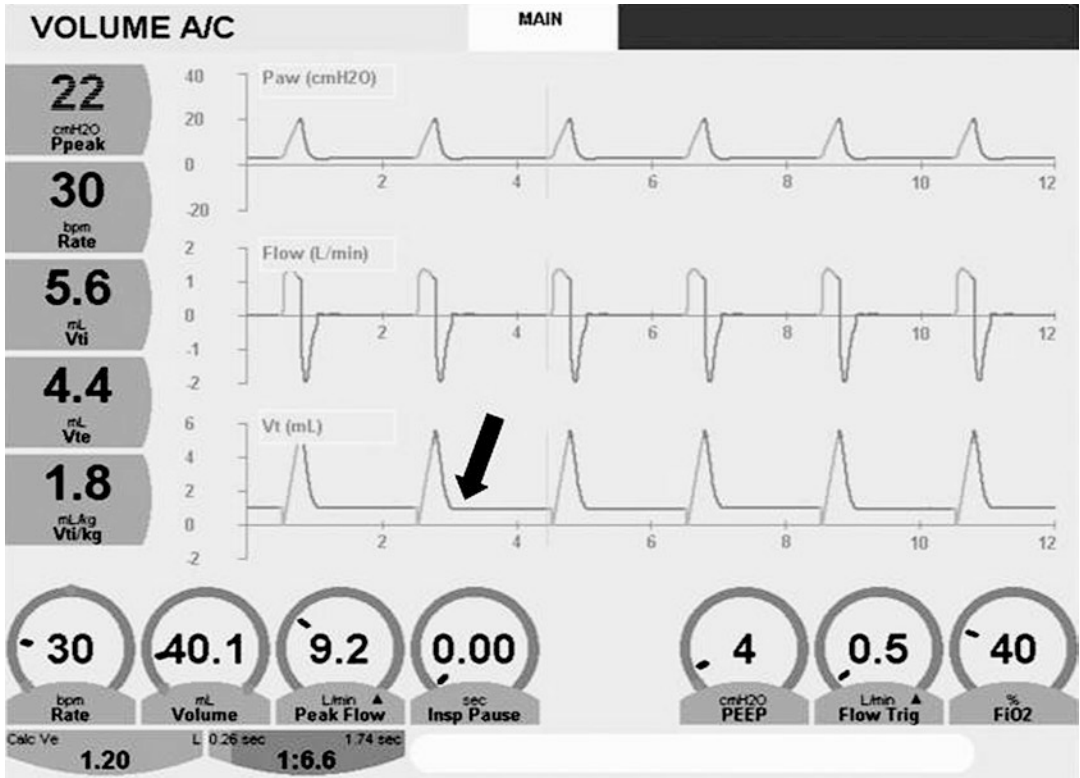 VOLUME A/C
MAIN
22
cmH2O
Ppeak
30
bpm
Rate
5.6
mL
Vti
4.4
mL
Vte
1.8
mL/kg
Vti/kg
Paw (cmH2O)
40
20
0
-20
2 4 6 8 10 12
Flow (L/min)
2
1
0
-1
-2
2 4 6 8 10 12
Vt (mL)
6
4
2
0
-2
2 4 6 8 10 12
30
bpm
Rate
40.1
mL
Volume
9.2
L/min
Peak Flow
0.00
sec
Insp Pause
4
cmH2O
PEEP
0.5
L/min
Flow Trig
40
%
FiO2
Calc Ve L
1.20
0.26 sec 1.74 sec
1:6.6